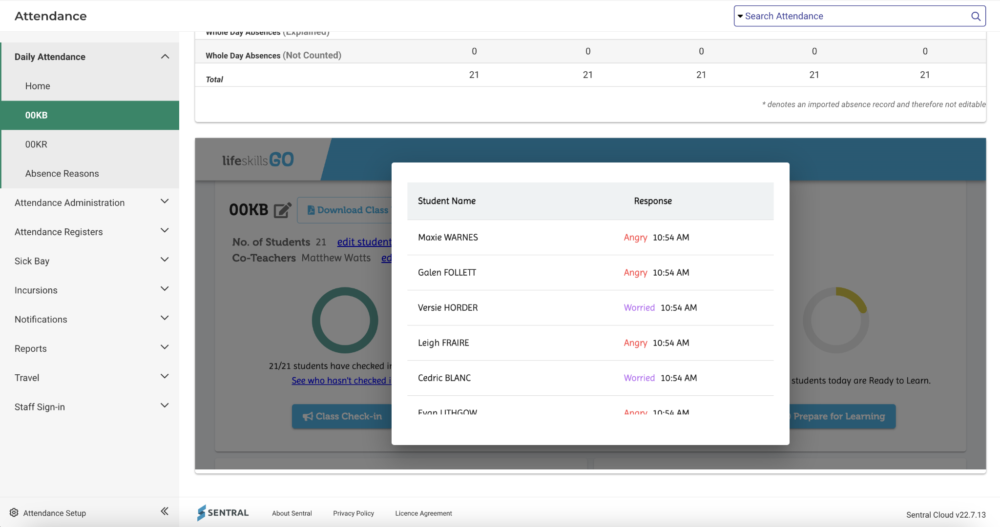 Attendance
Search Attendance
Daily Attendance
Home
00KB
00KR
Absence Reasons
Attendance Administration
Attendance Registers
Sick Bay
Incursions
Notifications
Reports
Travel
Staff Sign-in
Attendance Setup
Whole Day Absences (Explained)
Whole Day Absences (Not Counted) 0 0 0 0 0
Total 21 21 21 21 21
* denotes an imported absence record and therefore not editable
lifeskillsGO
00KB Download Class
No. of Students 21 edit student
Co-Teachers Matthew Watts ed
21/21 students have checked in
See who hasn't checked i
Class Check-in
Student Name Response
Maxie WARNES Angry 10:54 AM
Galen FOLLETT Angry 10:54 AM
Versie HORDER Worried 10:54 AM
Leigh FRAIRE Angry 10:54 AM
Cedric BLANC Worried 10:54 AM
Evan LITHGOW Angry 10:54 AM
students today are Ready to Learn.
Prepare for Learning
SENTRAL About Sentral Privacy Policy Licence Agreement
Sentral Cloud v22.7.13